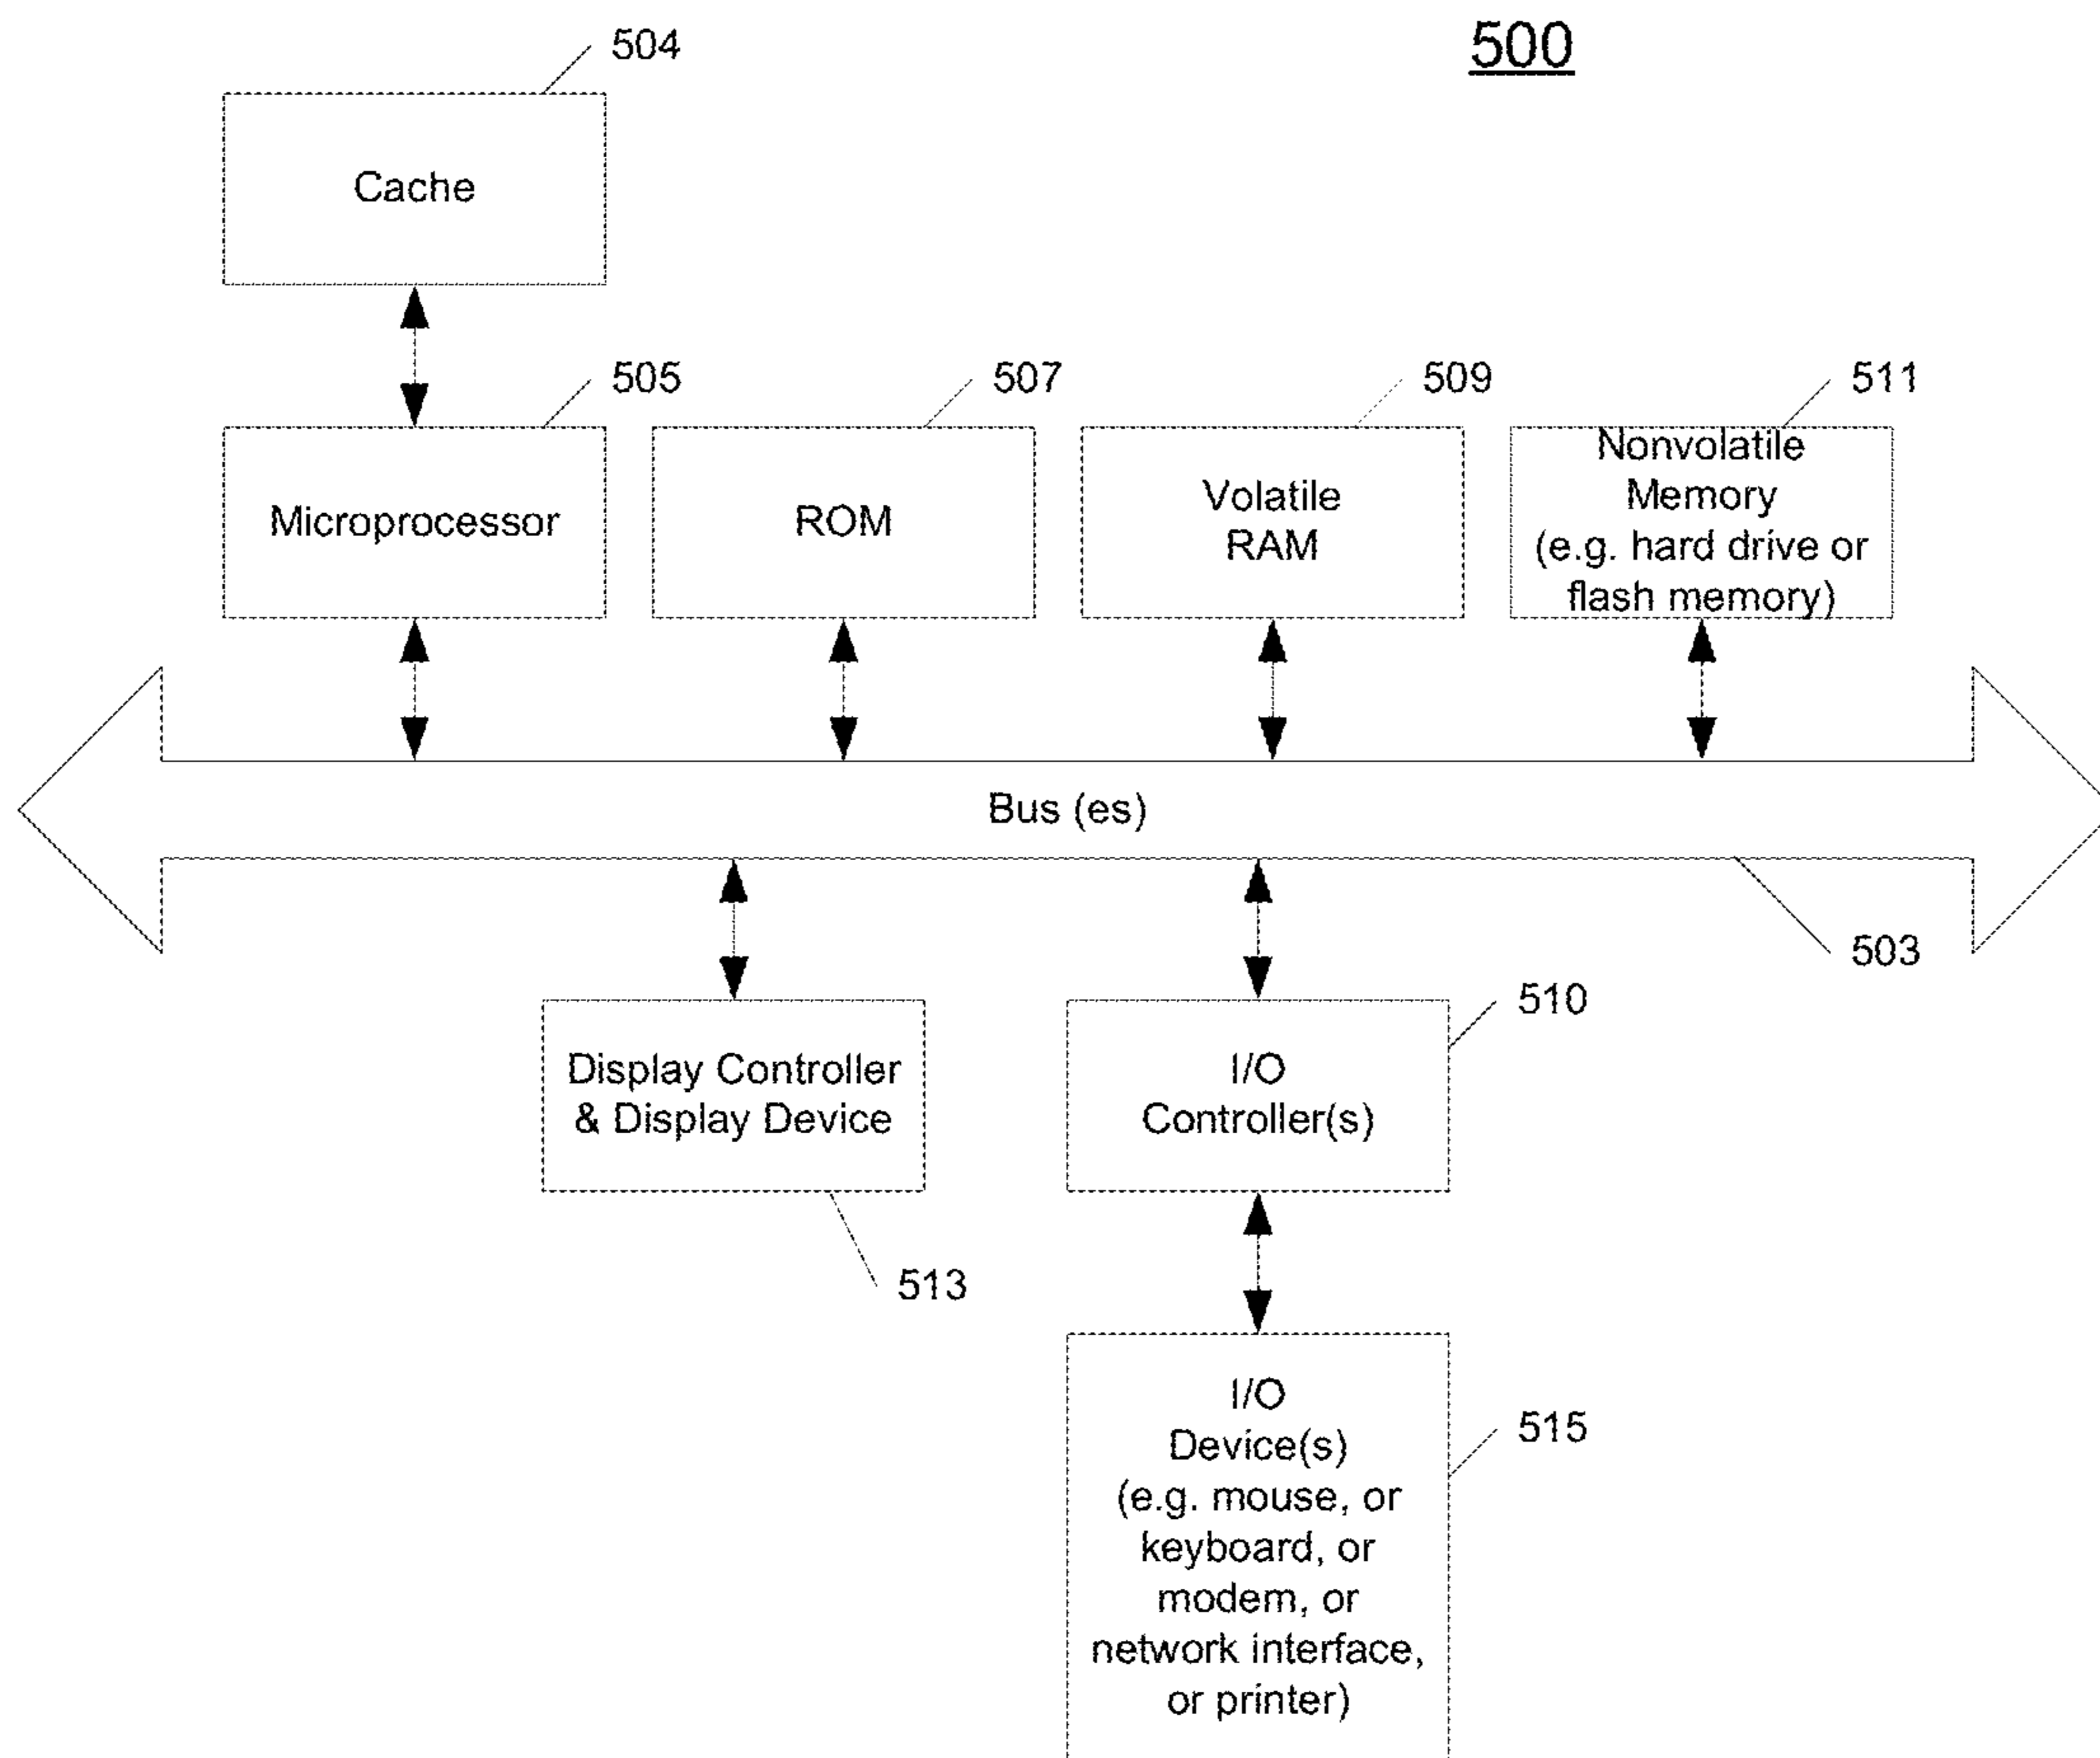 500
504
Cache
505
507
509
511
Microprocessor
ROM
Volatile
RAM
Nonvolatile
Memory
(e.g. hard drive or
flash memory)
Bus (es)
503
Display Controller
& Display Device
513
510
I/O
Controller(s)
515
I/O
Device(s)
(e.g. mouse, or
keyboard, or
modem, or
network interface,
or printer)